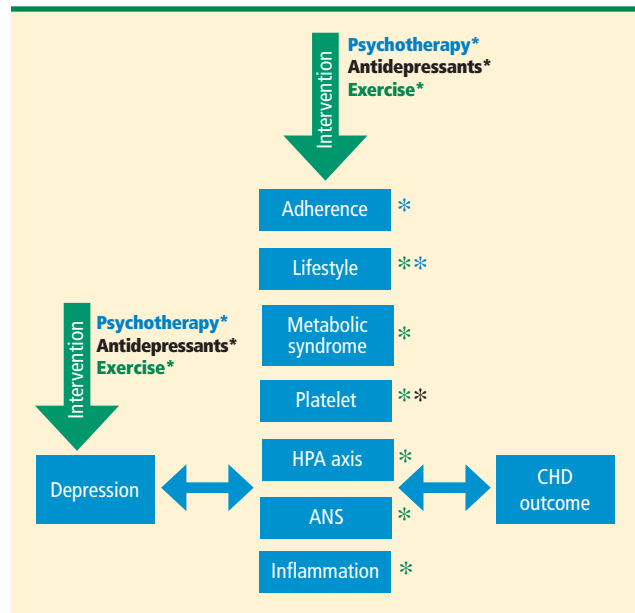 Intervention
Psychotherapy*
Antidepressants*
Exercise*
Adherence *
Lifestyle **
Metabolic
syndrome *
Platelet **
HPA axis *
ANS *
Inflammation *
Intervention
Psychotherapy*
Antidepressants*
Exercise*
Depression
CHD
outcome